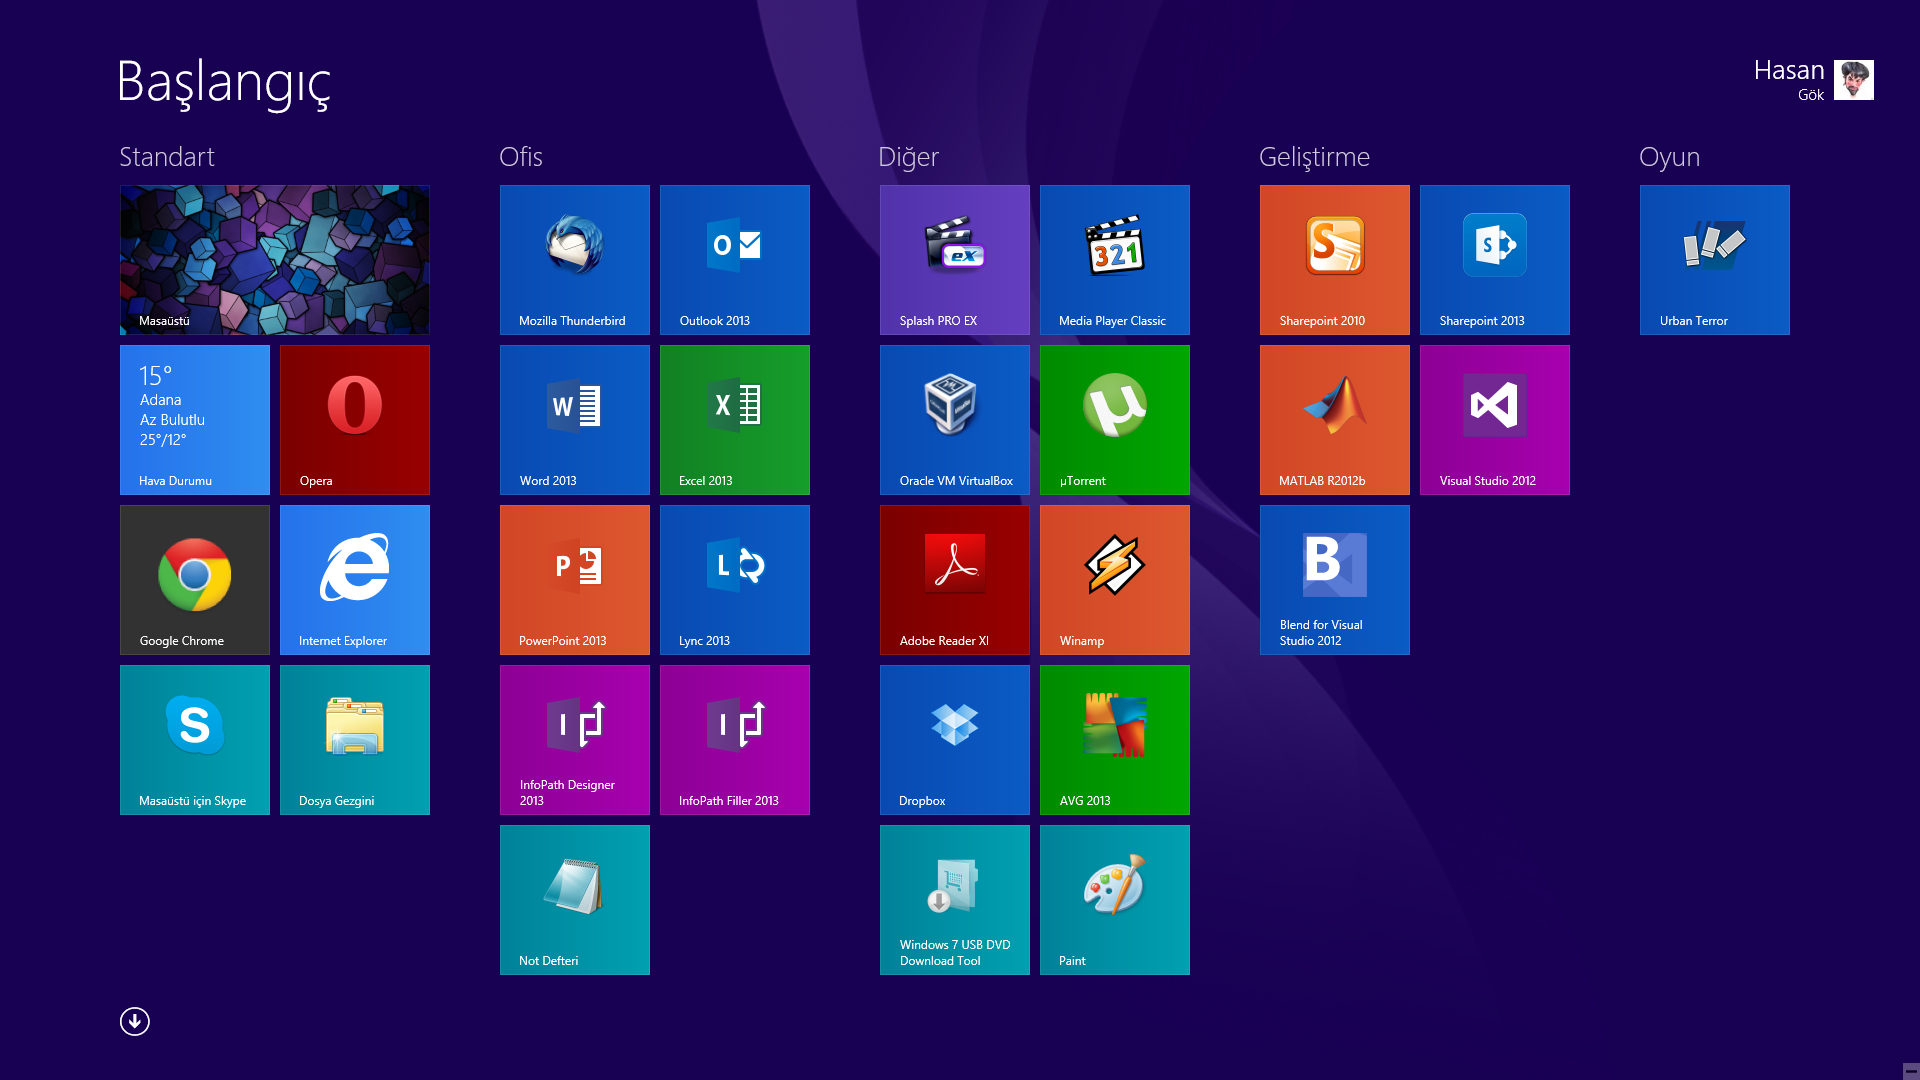 Başlangıç
Hasan
Gök
Standart
Masaüstü
15°
Adana
Az Bulutlu
25°/12°
Hava Durumu
Opera
Google Chrome
Internet Explorer
Masaüstü için Skype
Dosya Gezgini
Ofis
Mozilla Thunderbird
Outlook 2013
Word 2013
Excel 2013
PowerPoint 2013
Lync 2013
InfoPath Designer
2013
InfoPath Filler 2013
Not Defteri
Diğer
Splash PRO EX
Media Player Classic
Oracle VM VirtualBox
µTorrent
Adobe Reader XI
Winamp
Dropbox
AVG 2013
Windows 7 USB DVD
Download Tool
Paint
Geliştirme
Sharepoint 2010
Sharepoint 2013
MATLAB R2012b
Visual Studio 2012
Blend for Visual
Studio 2012
Oyun
Urban Terror